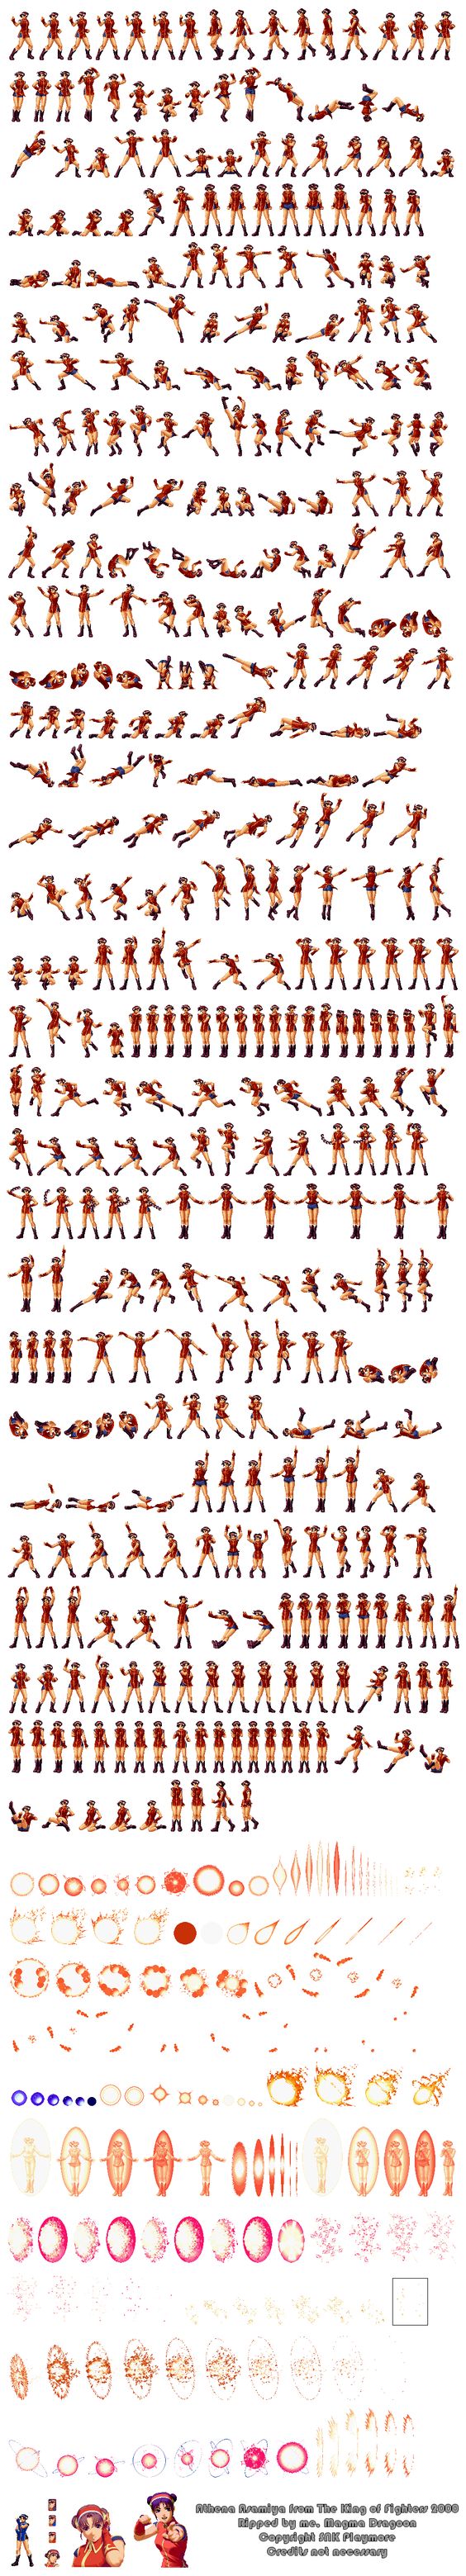 Athena Asamiya from The King of Fighters 2000
Ripped by me, Magma Dragoon
Copyright SNK Playmore
Credits not necessary